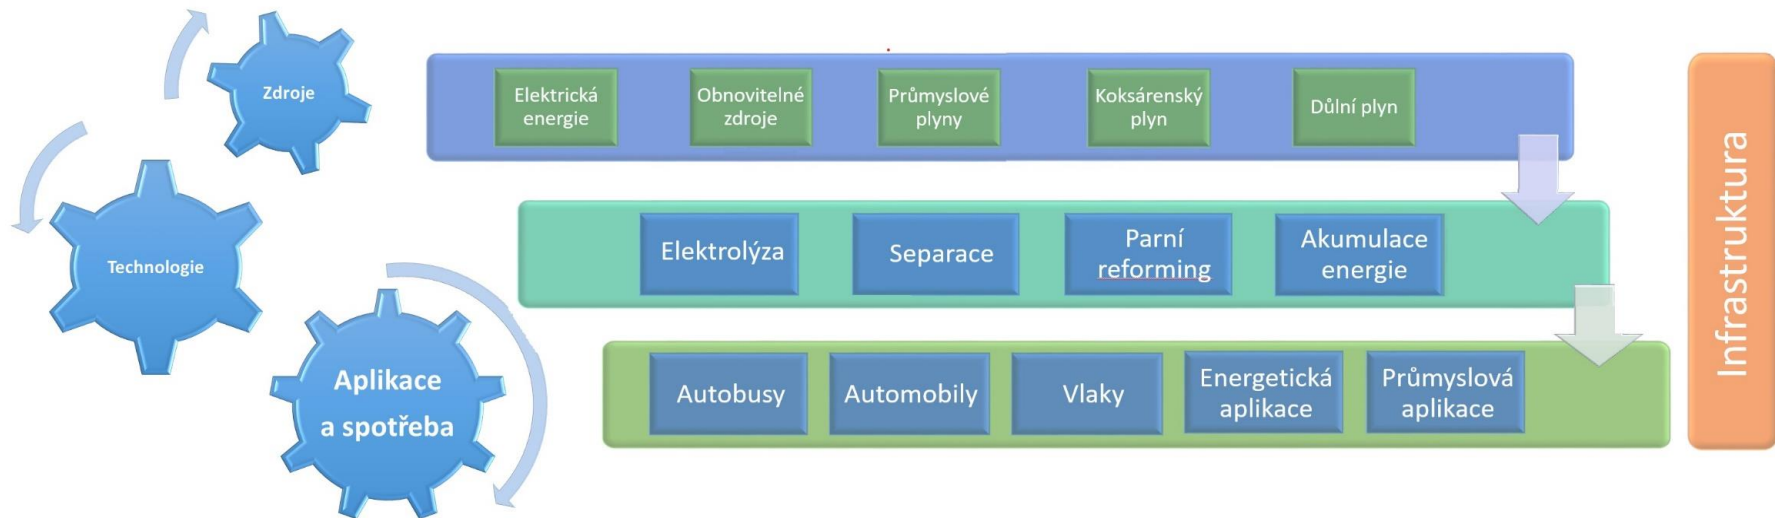 Zdroje
Elektrická
energie
Obnovitelné
zdroje
Průmyslové
plyny
Koksárenský
plyn
Důlní plyn
Technologie
Elektrolýza
Separace
Parní
reforming
Akumulace
energie
Aplikace
a spotřeba
Autobusy
Automobily
Vlaky
Energetická
aplikace
Průmyslová
aplikace
Infrastruktura